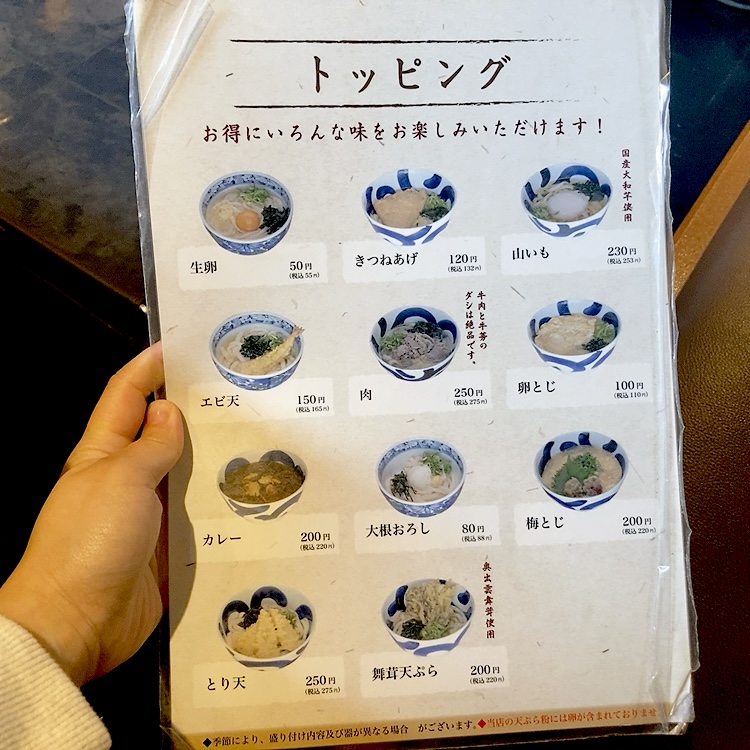 トッピング
お得にいろんな味をお楽しみいただけます！
生卵 50円
(税込55円)
きつねあげ 120円
(税込132円)
国産大和芋使用
山いも 230円
(税込253円)
エビ天 150円
(税込165円)
牛肉と牛蒡の
ダシは絶品です。
肉 250円
(税込275円)
卵とじ 100円
(税込110円)
カレー 200円
(税込220円)
大根おろし 80円
(税込88円)
梅とじ 200円
(税込220円)
とり天 250円
(税込275円)
奥出雲舞茸使用
舞茸天ぷら 200円
(税込220円)
◆季節により、盛り付け内容及び器が異なる場合　がございます。◆当店の天ぷら粉には卵が含まれておりませ